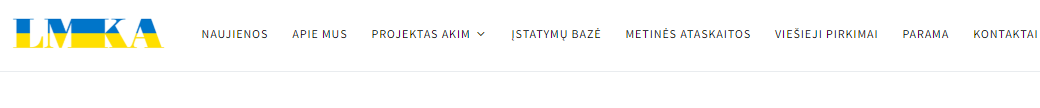 LMKA NAUJIENOS APIE MUS PROJEKTAS AKIM ĮSTATYMŲ BAZĖ METINĖS ATASKAITOS VIEŠIEJI PIRKIMAI PARAMA KONTAKTAI